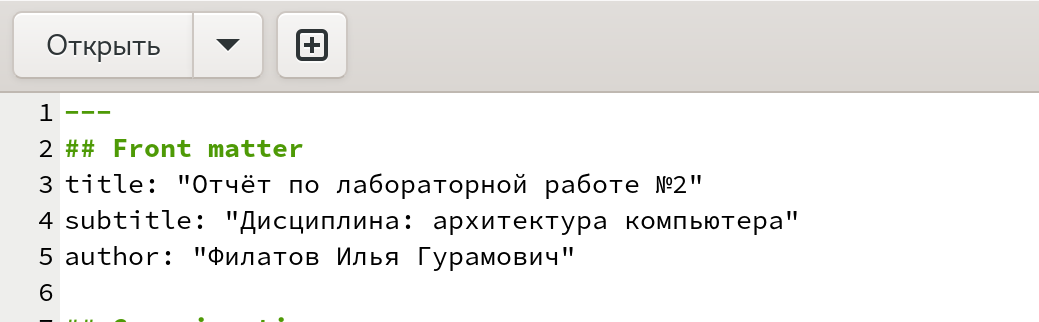 Открыть
1 ---
2 ## Front matter
3 title: "Отчёт по лабораторной работе №2"
4 subtitle: "Дисциплина: архитектура компьютера"
5 author: "Филатов Илья Гурамович"
6